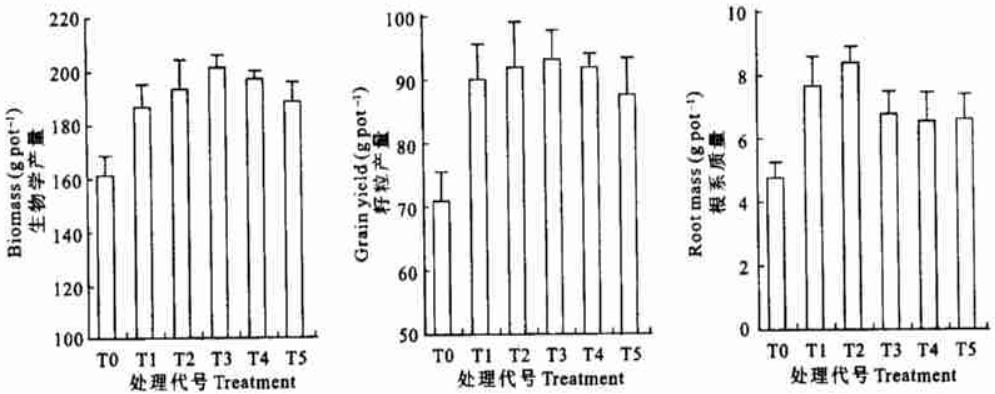 Biomass (g pot⁻¹)
生物学产量
220
200
180
160
140
120
100
T0 T1 T2 T3 T4 T5
处理代号 Treatment
Grain yield (g pot⁻¹)
籽粒产量
100
90
80
70
60
50
T0 T1 T2 T3 T4 T5
处理代号 Treatment
Root mass (g pot⁻¹)
根系质量
10
8
6
4
2
0
T0 T1 T2 T3 T4 T5
处理代号 Treatment